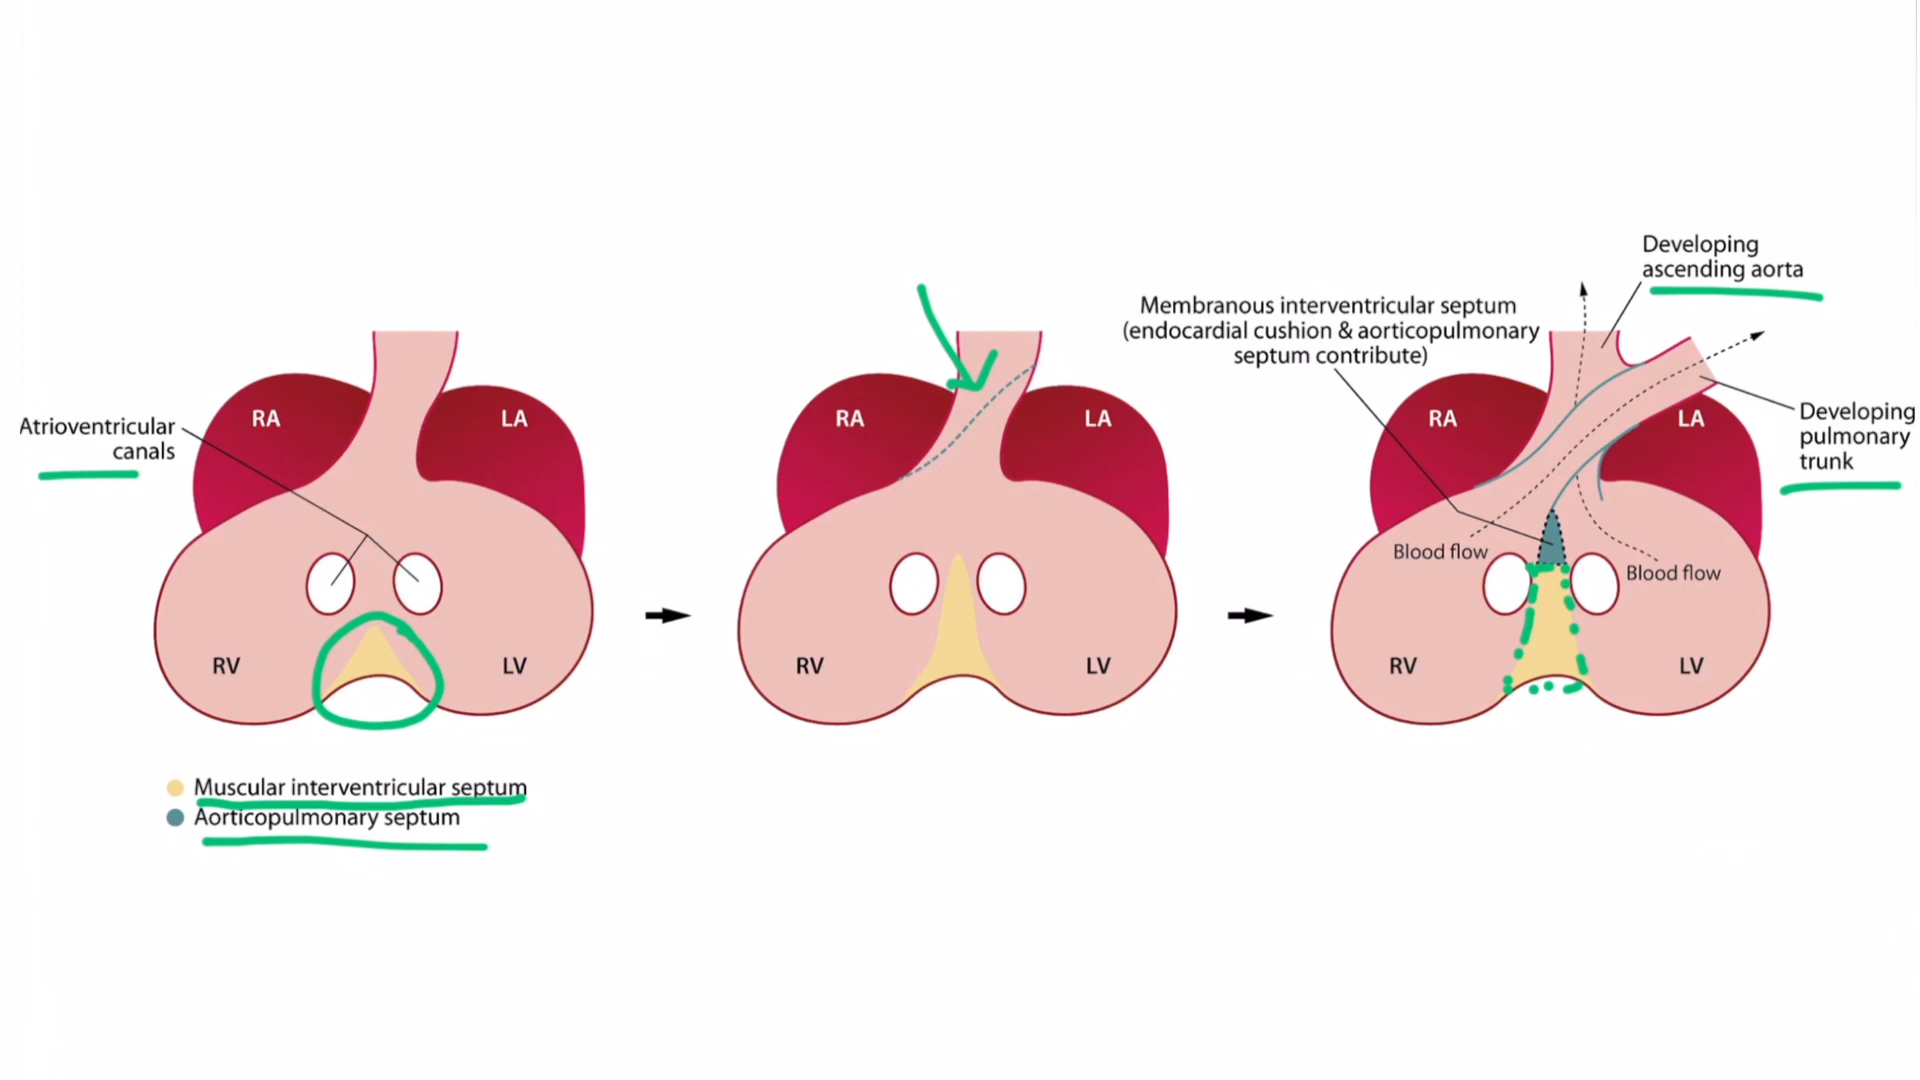 Atrioventricular
canals
RA
LA
RV
LV
Muscular interventricular septum
Aorticopulmonary septum
RA
LA
RV
LV
Membranous interventricular septum
(endocardial cushion & aorticopulmonary
septum contribute)
Developing
ascending aorta
RA
LA
Developing
pulmonary
trunk
Blood flow
Blood flow
RV
LV